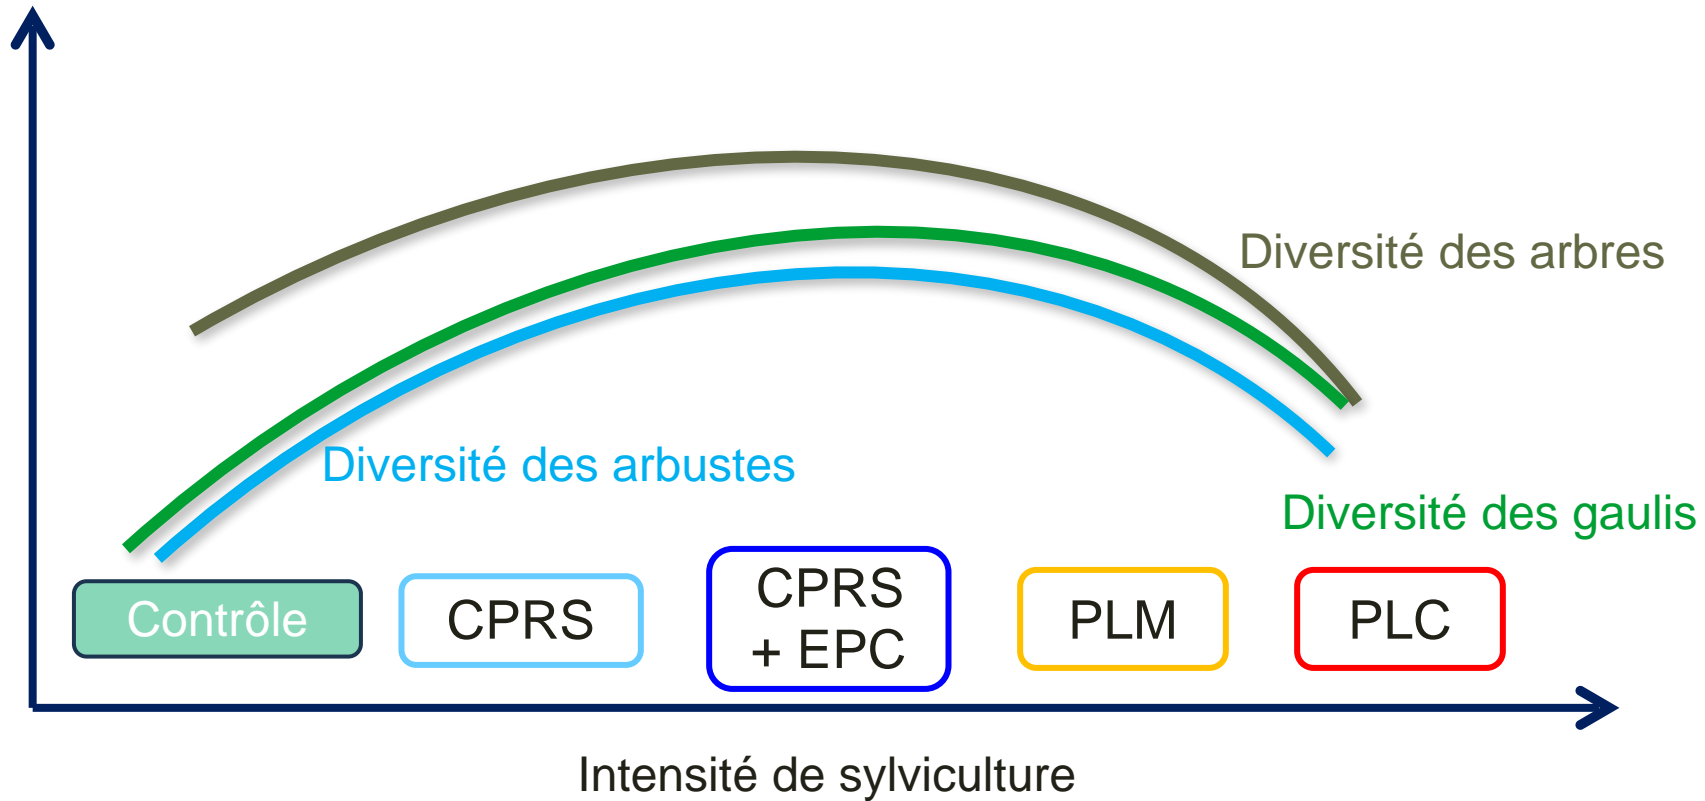 Diversité des arbres
Diversité des arbustes
Diversité des gaulis
Contrôle
CPRS
CPRS
+ EPC
PLM
PLC
Intensité de sylviculture